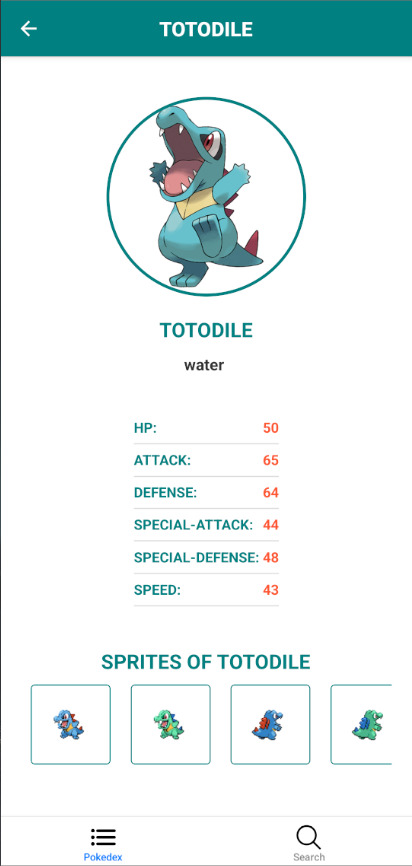 TOTODILE
TOTODILE
water
HP: 50
ATTACK: 65
DEFENSE: 64
SPECIAL-ATTACK: 44
SPECIAL-DEFENSE: 48
SPEED: 43
SPRITES OF TOTODILE
Pokedex Search